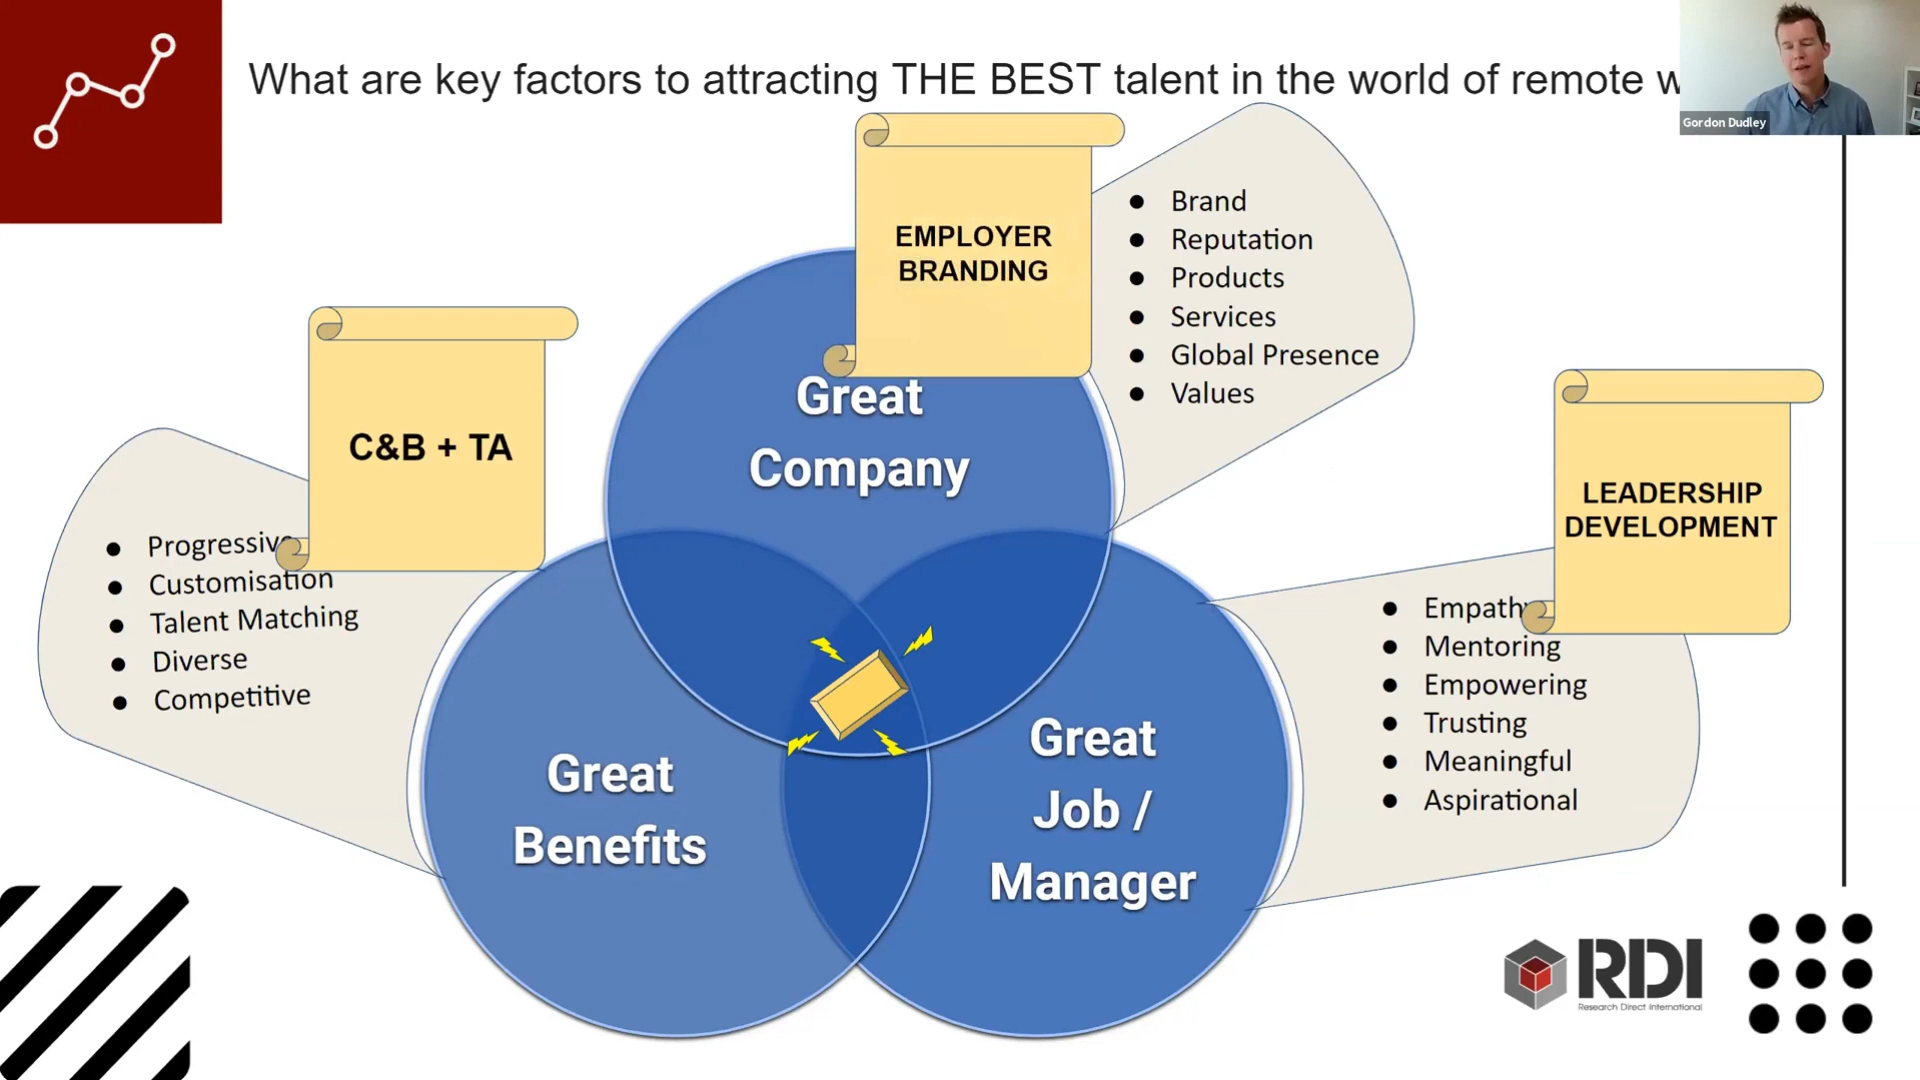 What are key factors to attracting THE BEST talent in the world of remote
Gordon Dudley
EMPLOYER
BRANDING
● Brand
● Reputation
● Products
● Services
● Global Presence
● Values
C&B + TA
● Progressive
● Customisation
● Talent Matching
● Diverse
● Competitive
LEADERSHIP
DEVELOPMENT
● Empathy
● Mentoring
● Empowering
● Trusting
● Meaningful
● Aspirational
Great
Company
Great
Benefits
Great
Job /
Manager
RDI
Research Direct International